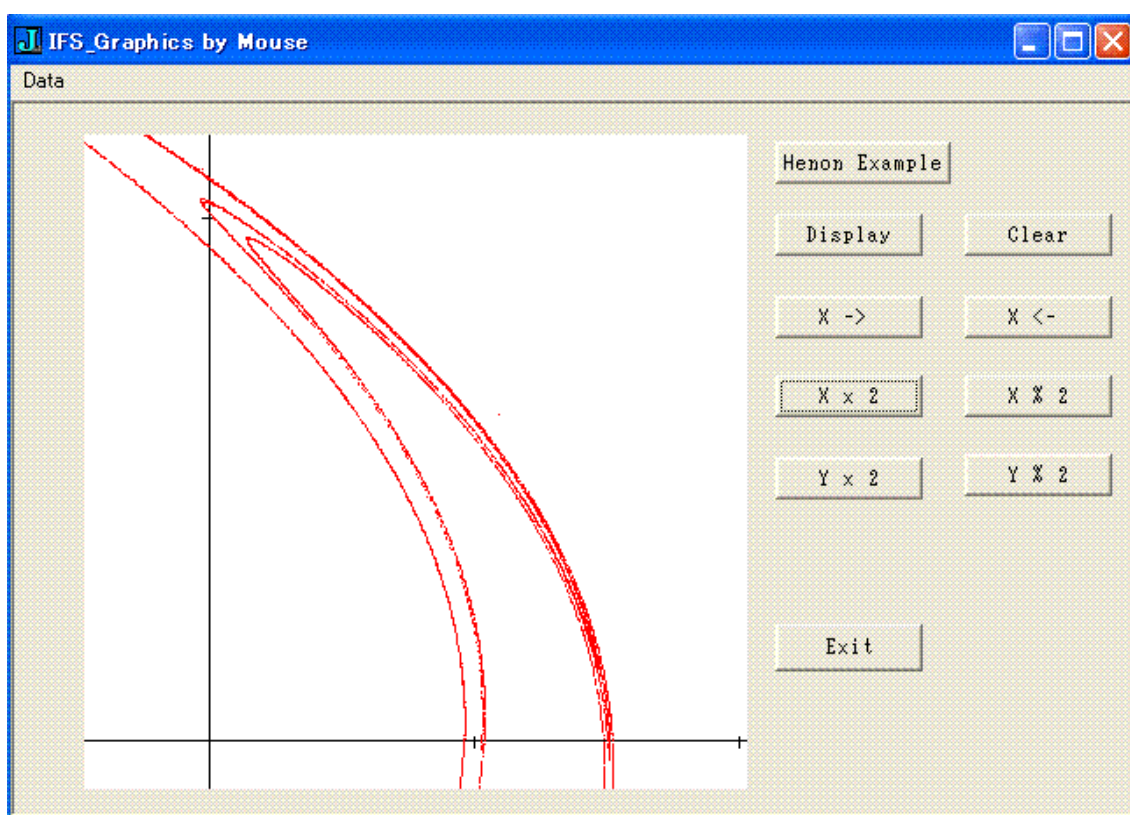 IFS_Graphics by Mouse
Data
Henon Example
Display
Clear
X ->
X <-
X x 2
X % 2
Y x 2
Y % 2
Exit